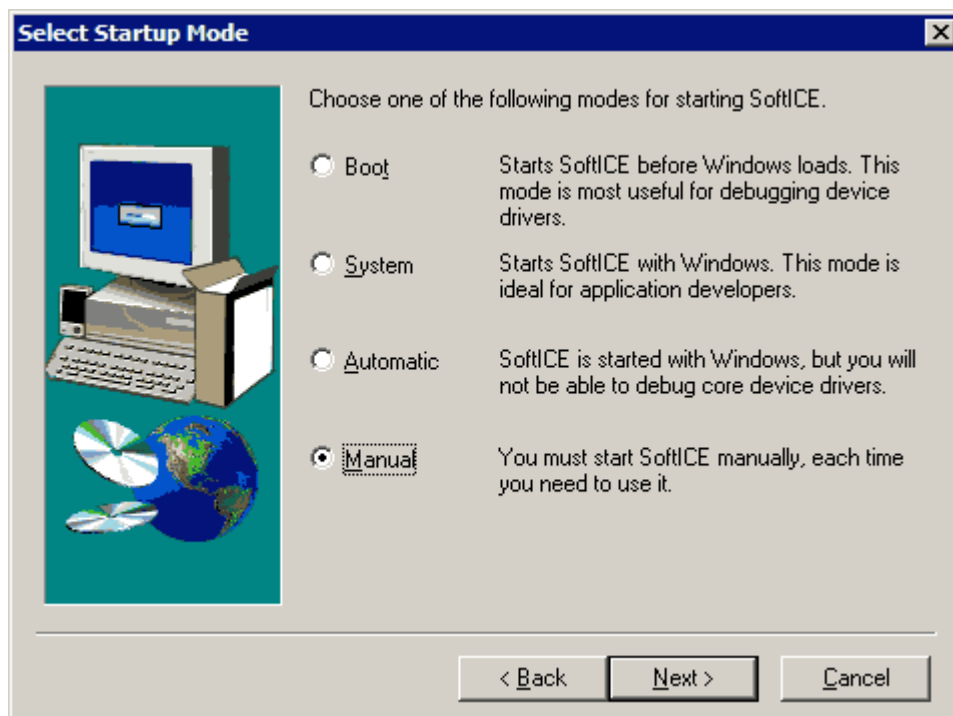 Select Startup Mode
Choose one of the following modes for starting SoftICE.
Boot
Starts SoftICE before Windows loads. This
mode is most useful for debugging device
drivers.
System
Starts SoftICE with Windows. This mode is
ideal for application developers.
Automatic
SoftICE is started with Windows, but you will
not be able to debug core device drivers.
Manual
You must start SoftICE manually, each time
you need to use it.
< Back
Next >
Cancel